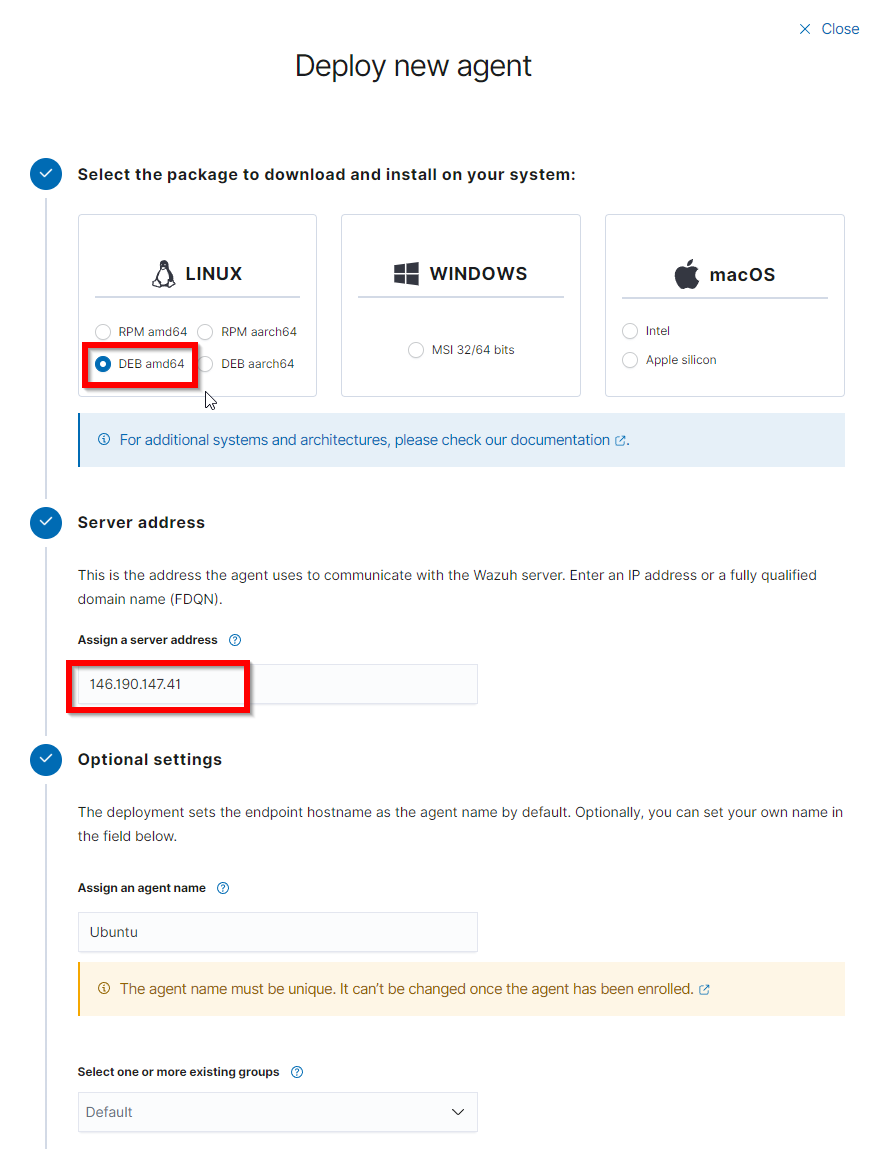 Close
Deploy new agent
Select the package to download and install on your system:
LINUX
RPM amd64 RPM aarch64
DEB amd64 DEB aarch64
WINDOWS
MSI 32/64 bits
macOS
Intel
Apple silicon
For additional systems and architectures, please check our documentation.
Server address
This is the address the agent uses to communicate with the Wazuh server. Enter an IP address or a fully qualified
domain name (FDQN).
Assign a server address
146.190.147.41
Optional settings
The deployment sets the endpoint hostname as the agent name by default. Optionally, you can set your own name in
the field below.
Assign an agent name
Ubuntu
The agent name must be unique. It can’t be changed once the agent has been enrolled.
Select one or more existing groups
Default